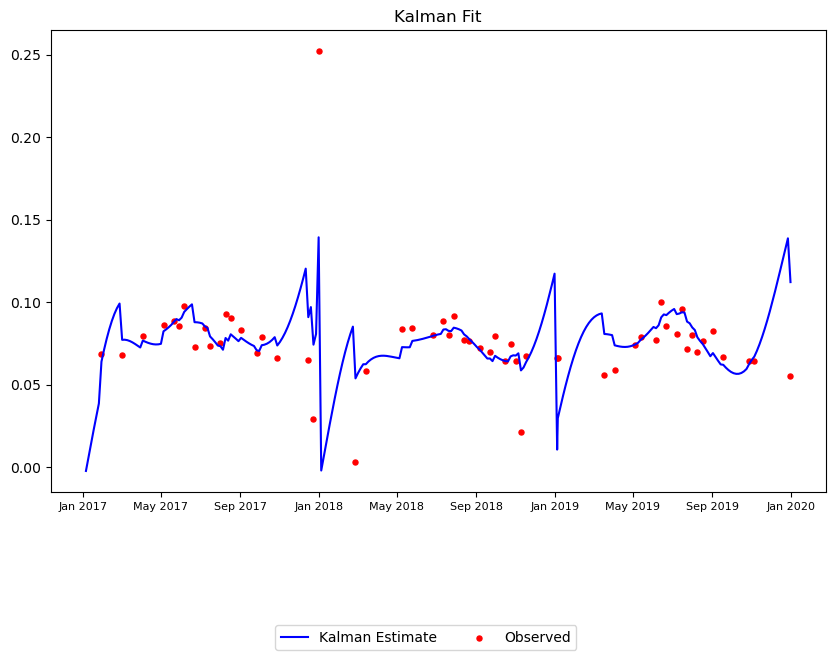 Kalman Fit
0.25
0.20
0.15
0.10
0.05
0.00
Jan 2017 May 2017 Sep 2017 Jan 2018 May 2018 Sep 2018 Jan 2019 May 2019 Sep 2019 Jan 2020
Kalman Estimate Observed